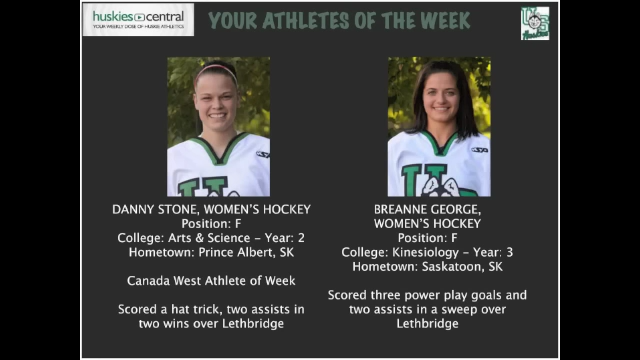 huskies central
YOUR WEEKLY DOSE OF HUSKIE ATHLETICS
YOUR ATHLETES OF THE WEEK
Huskies
DANNY STONE, WOMEN'S HOCKEY
Position: F
College: Arts & Science - Year: 2
Hometown: Prince Albert, SK
Canada West Athlete of Week
Scored a hat trick, two assists in
two wins over Lethbridge
BREANNE GEORGE,
WOMEN'S HOCKEY
Position: F
College: Kinesiology - Year: 3
Hometown: Saskatoon, SK
Scored three power play goals and
two assists in a sweep over
Lethbridge